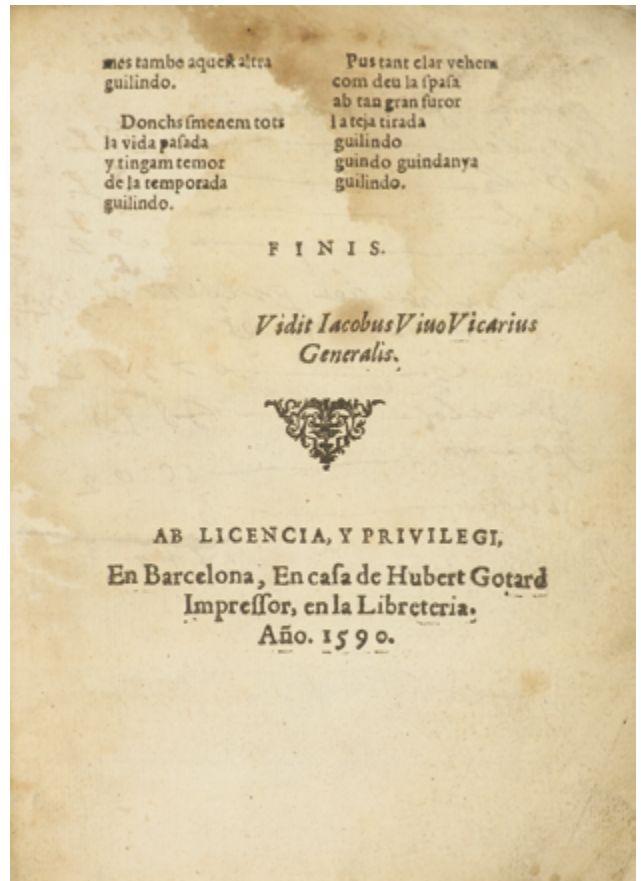 mes tambe aquest altra
guilindo.
Donchs smenem tots
la vida pasada
y tingam temor
de la temporada
guilindo.
Pus tant clar vehem
com deu la spasa
ab tan gran furor
la teja tirada
guilindo
guindo guindanya
guilindo.
FINIS.
Vidit Iacobus Viuo Vicarius
Generalis.
AB LICENCIA, Y PRIVILEGI,
En Barcelona, En casa de Hubert Gotard
Impressor, en la Libreteria.
Año. 1590.